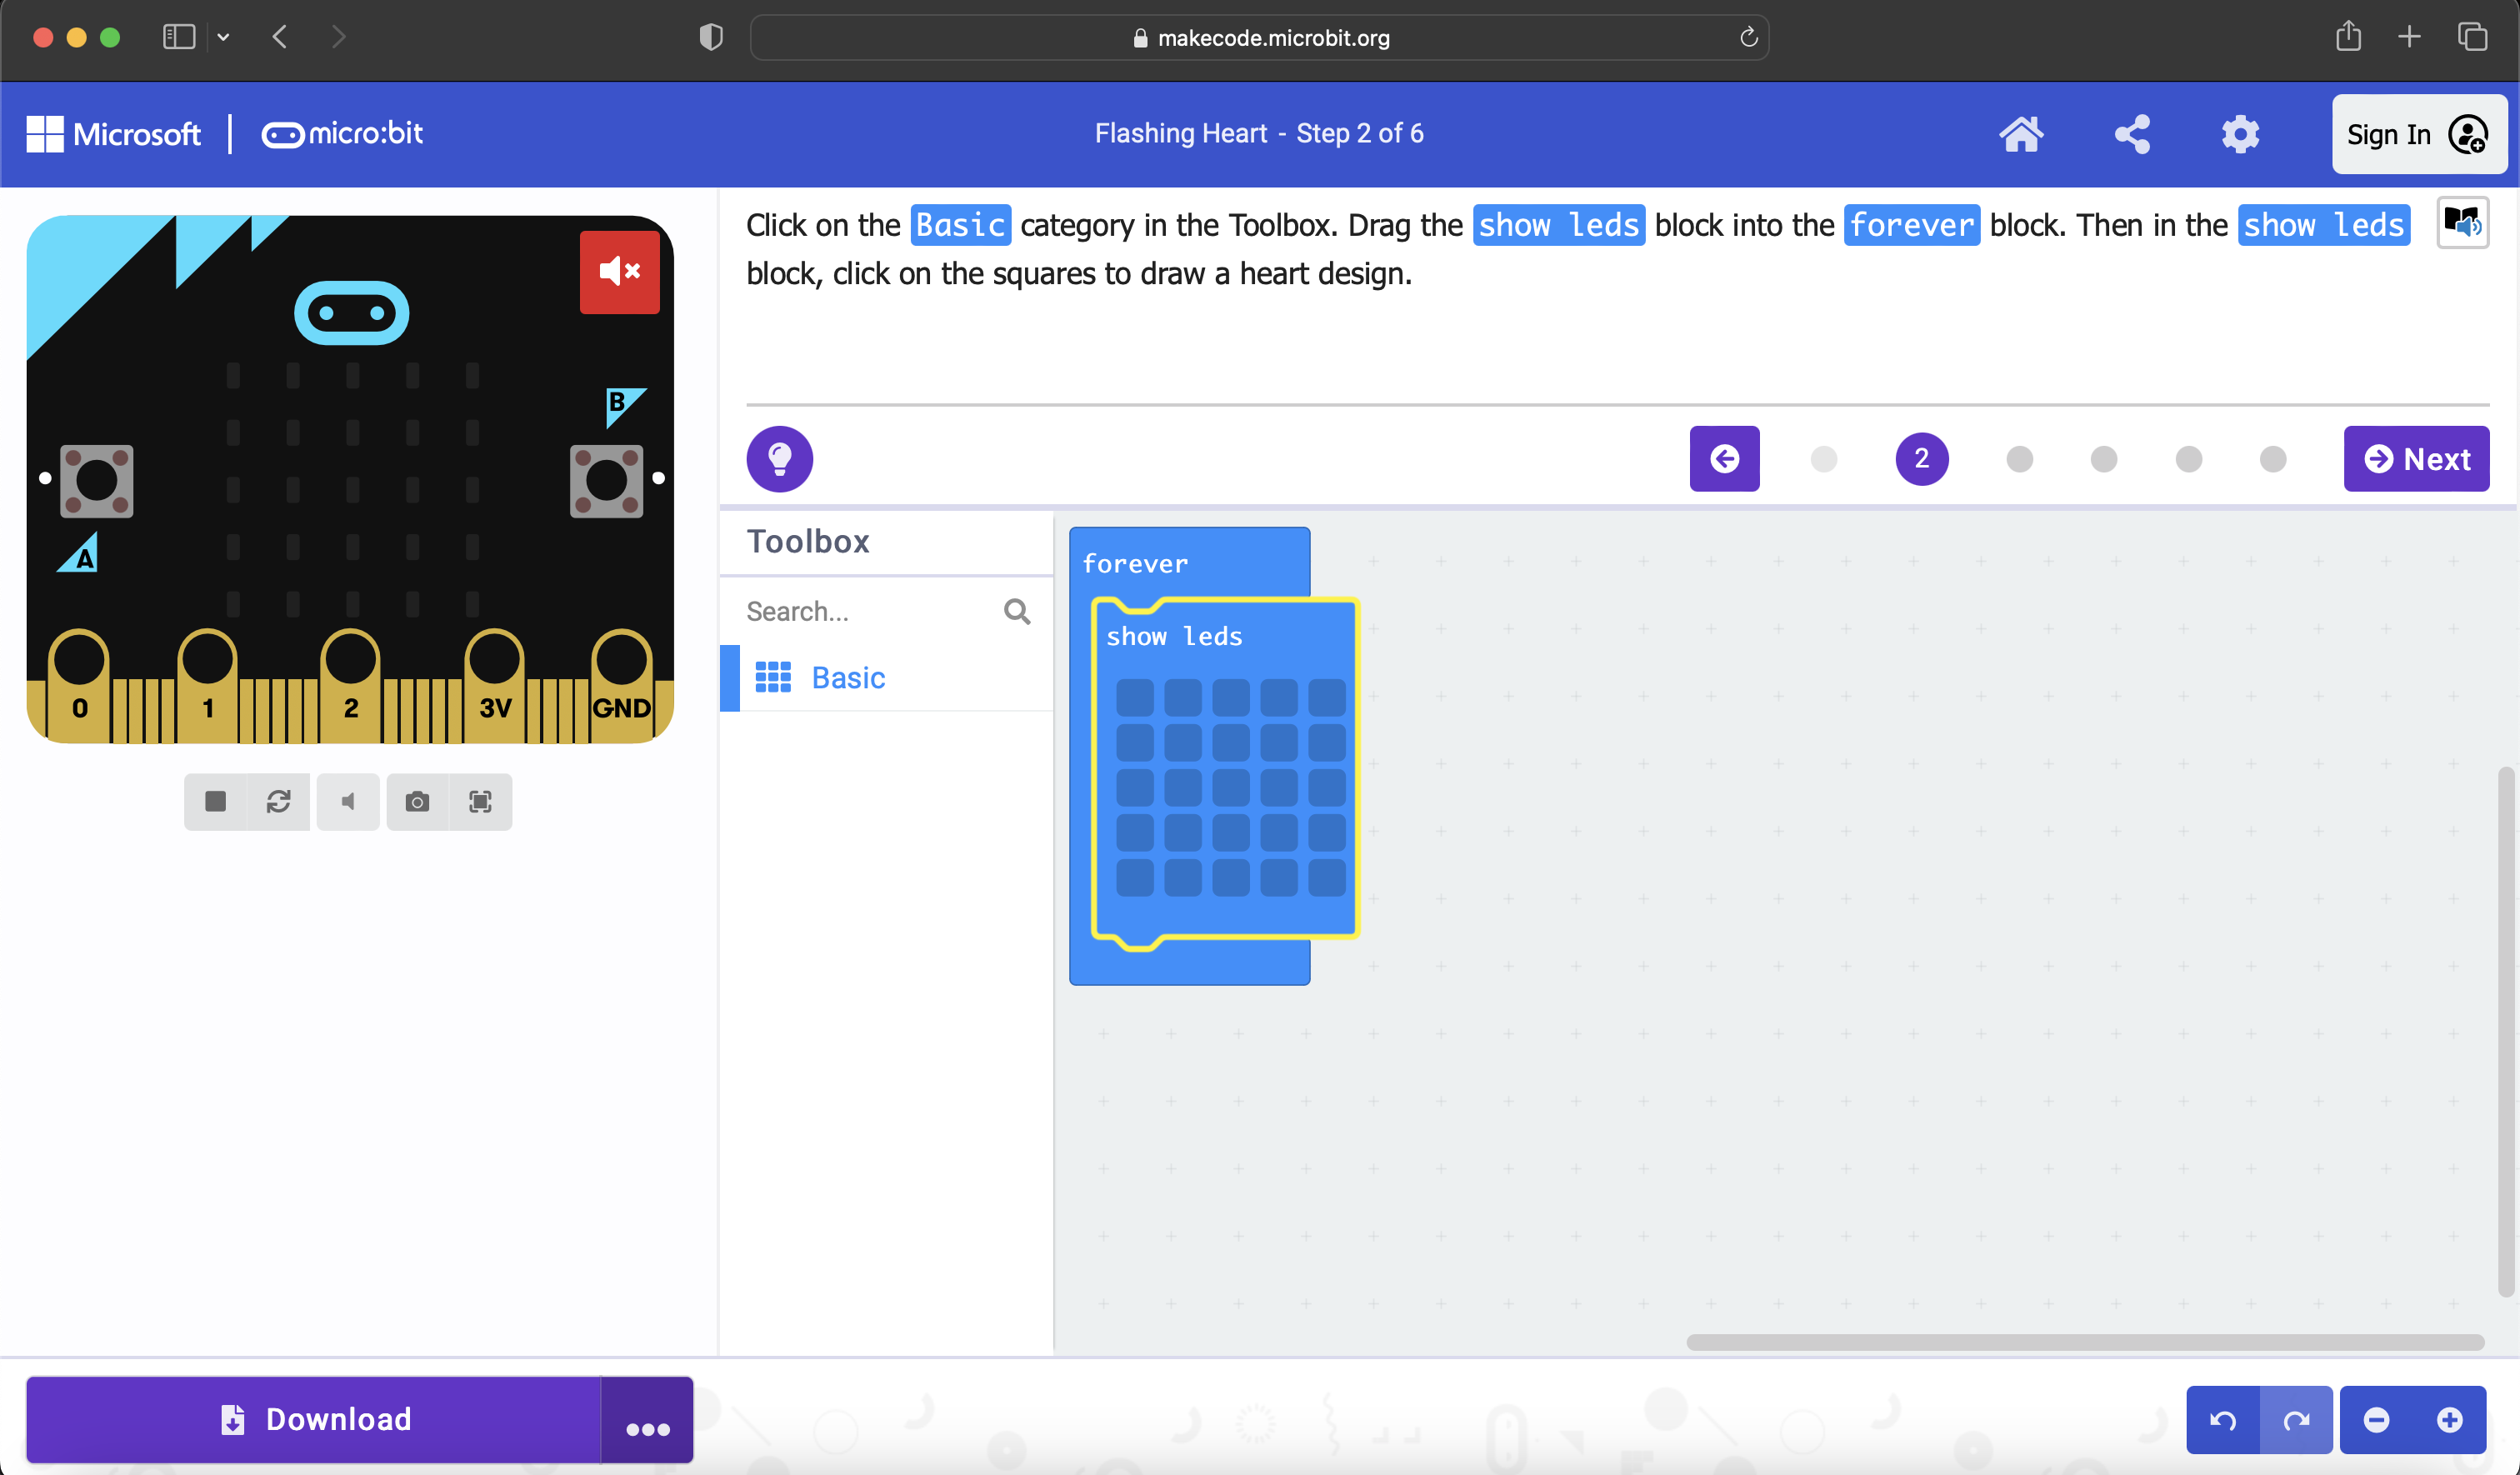 makecode.microbit.org
Microsoft | micro:bit
Flashing Heart - Step 2 of 6
Sign In
Click on the Basic category in the Toolbox. Drag the show leds block into the forever block. Then in the show leds
block, click on the squares to draw a heart design.
B
A
0 1 2 3V GND
2
Next
Toolbox
Search...
Basic
forever
show leds
Download